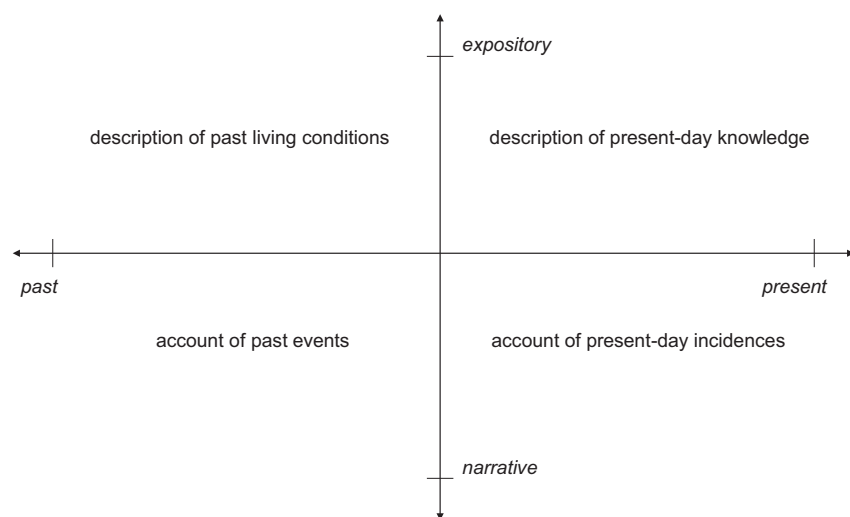 expository
description of past living conditions
description of present-day knowledge
past
present
account of past events
account of present-day incidences
narrative